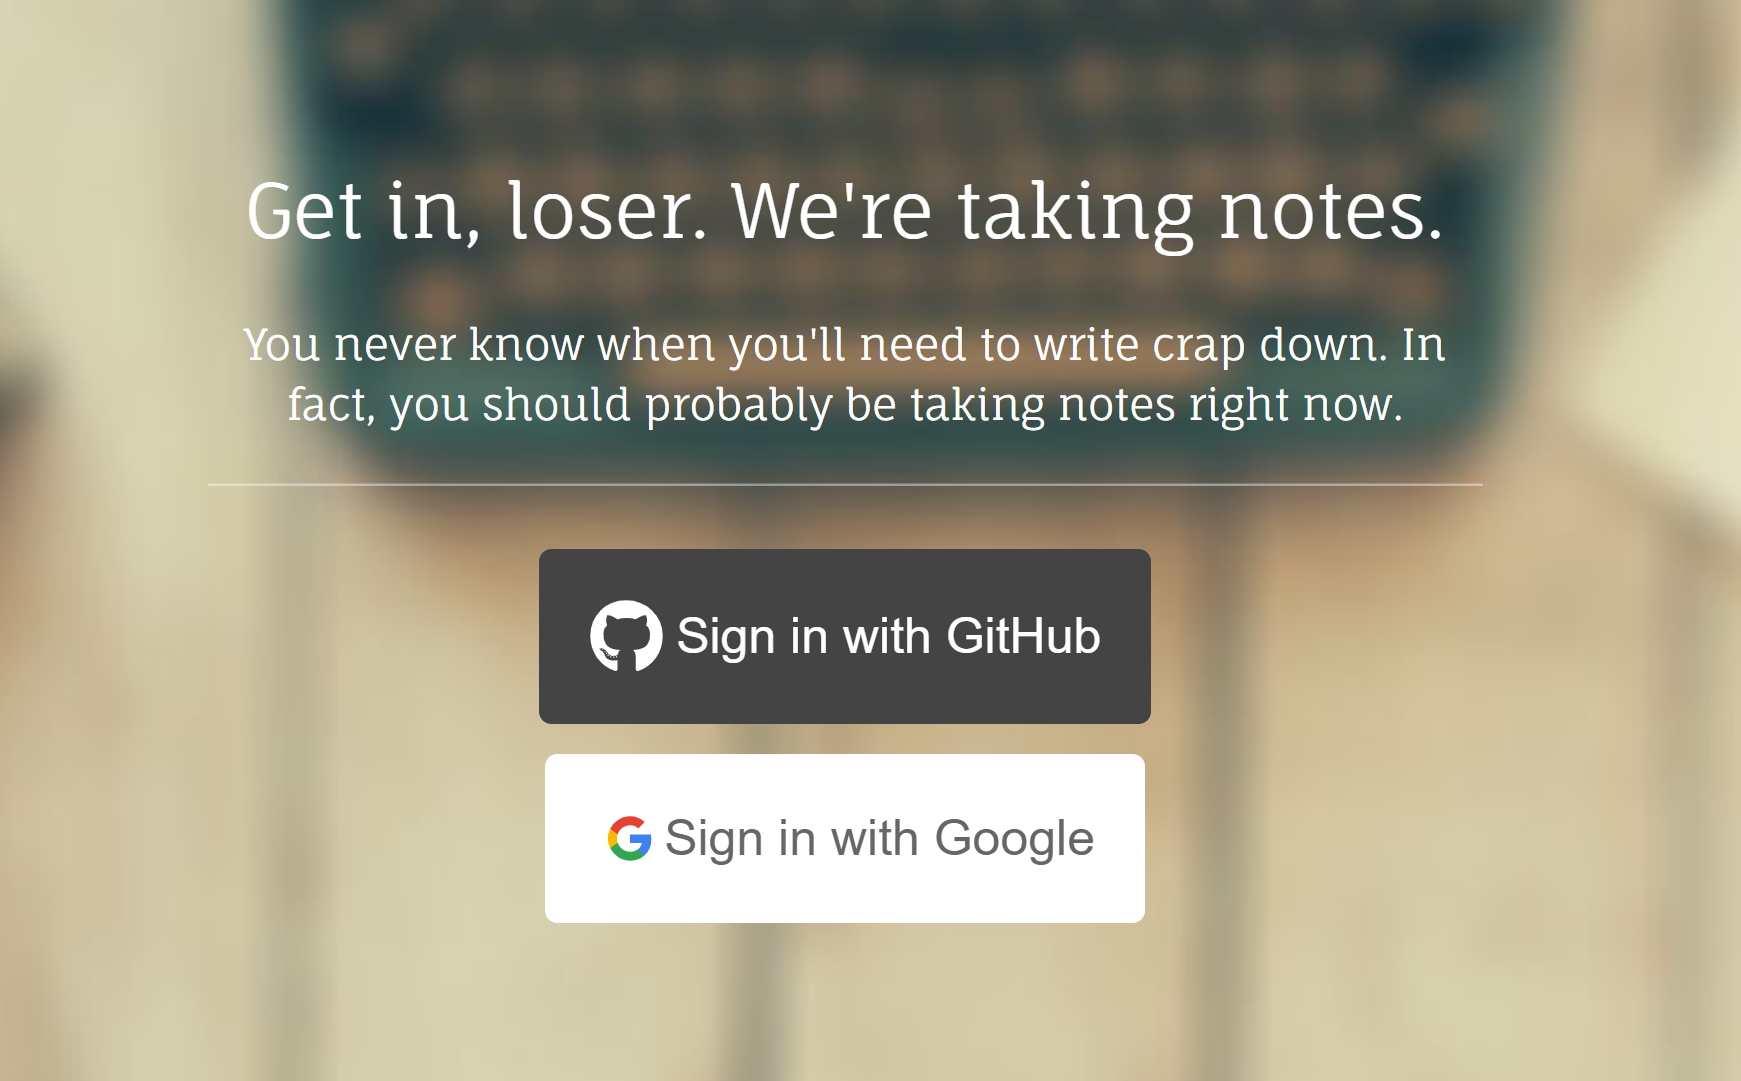 Get in, loser. We're taking notes.
You never know when you'll need to write crap down. In
fact, you should probably be taking notes right now.
Sign in with GitHub
Sign in with Google